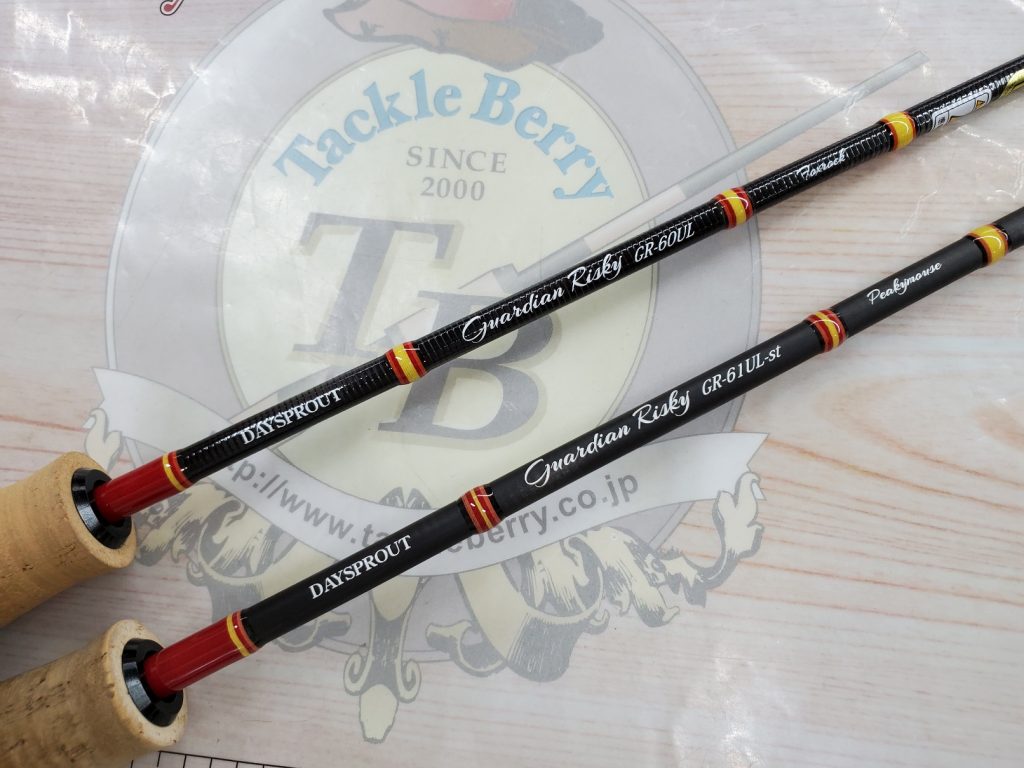 Tackle Berry
SINCE
2000
TB
DAYSPROUT
Guardian Risky GR-60UL
Foxrock
DAYSPROUT
Guardian Risky GR-61UL-st
Peakymouse